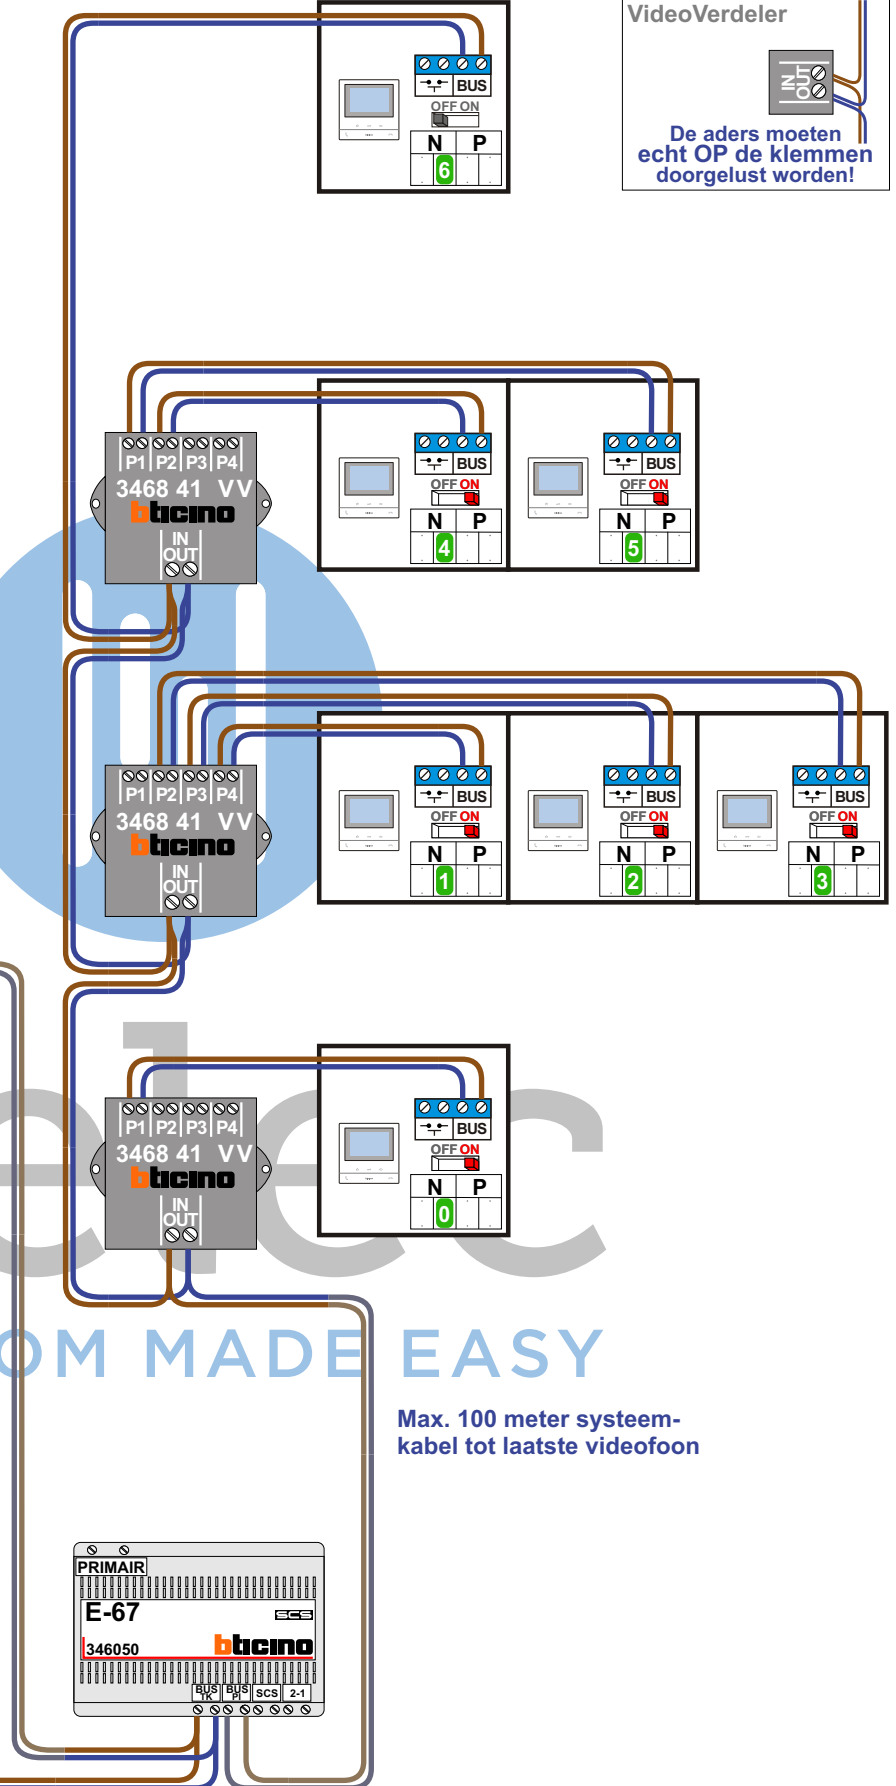 VideoVerdeler
IN
OUT
De aders moeten
echt OP de klemmen
doorgelust worden!
BUS
OFF ON
N P
6
P1 P2 P3 P4
3468 41 VV
bticino
IN
OUT
BUS
OFF ON
N P
4
BUS
OFF ON
N P
5
P1 P2 P3 P4
3468 41 VV
bticino
IN
OUT
BUS
OFF ON
N P
1
BUS
OFF ON
N P
2
BUS
OFF ON
N P
3
elec
P1 P2 P3 P4
3468 41 VV
bticino
IN
OUT
BUS
OFF ON
N P
0
OM MADE EASY
Max. 100 meter systeem-
kabel tot laatste videofoon
PRIMAIR
E-67
SCS
346050
bticino
BUS TK BUS PI SCS 2-1